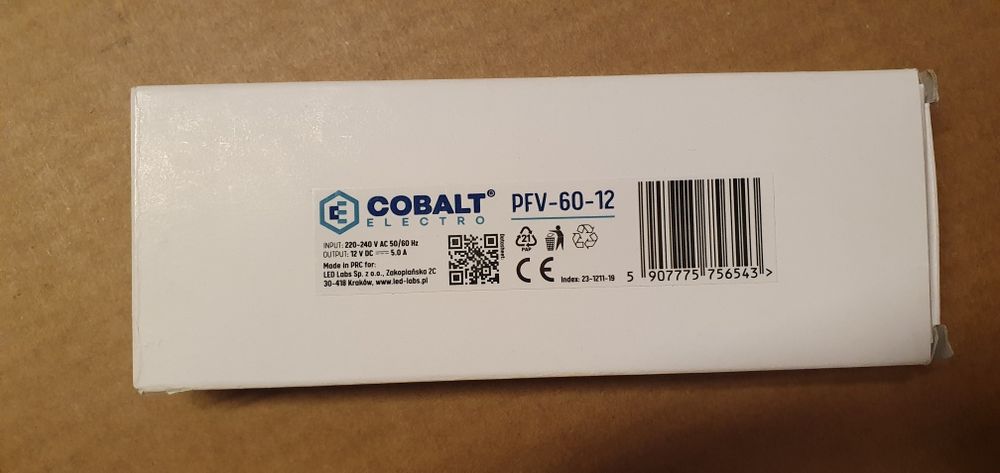 COBALT®
ELECTRO
PFV-60-12
INPUT: 220-240 V AC 50/60 Hz
OUTPUT: 12 V DC ⎓ 5.0 A
Made in PRC for:
LED Labs Sp. z o.o., Zakopiańska 2C
30-418 Kraków, www.led-labs.pl
Datasheet:
21
PAP
CE
Index: 23-1211-19
5 907775 756543 >